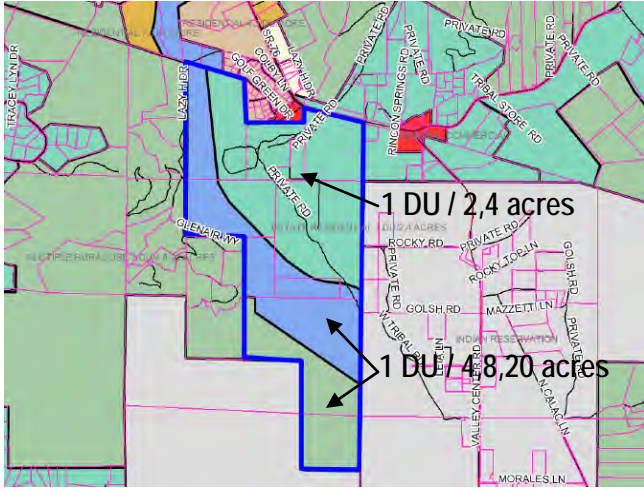 TRACEY LYN DR
LAZY H DR
SR 76
LAZY H DR
GOLF GREEN DR
PRIVATE RD
PRIVATE RD
PRIVATE RD
PRIVATE RD
PRIVATE RD
RINCON SPRINGS RD
TRIBAL STORE RD
PRIVATE RD
1 DU / 2,4 acres
GLENAIR WY
ROCKY RD
PRIVATE RD
ROCKY TOP LN
GOLSH RD
PRIVATE RD
GOLSH RD
MAZZETTI LN
PRIVATE RD
W TRIBAL RD
LEIA LN
INDIAN RESERVATION
1 DU / 4,8,20 acres
VALLEY CENTER RD
N CALAC LN
MORALES LN